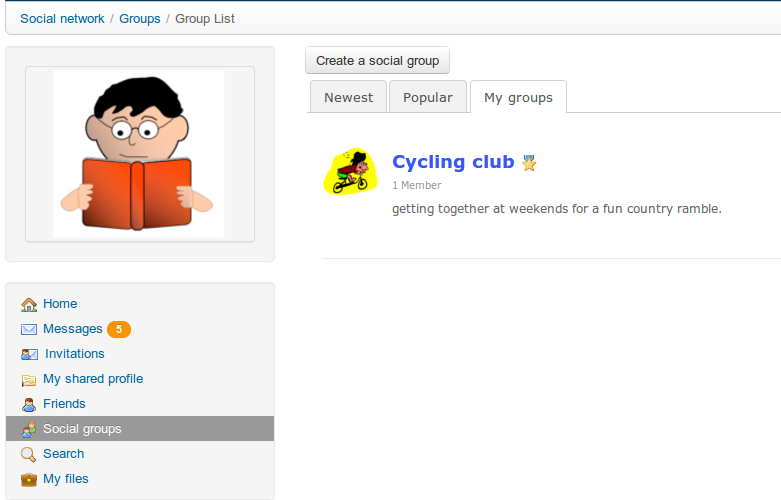 Social network / Groups / Group List
Create a social group
Newest Popular My groups
Cycling club
1 Member
getting together at weekends for a fun country ramble.
Home
Messages 5
Invitations
My shared profile
Friends
Social groups
Search
My files